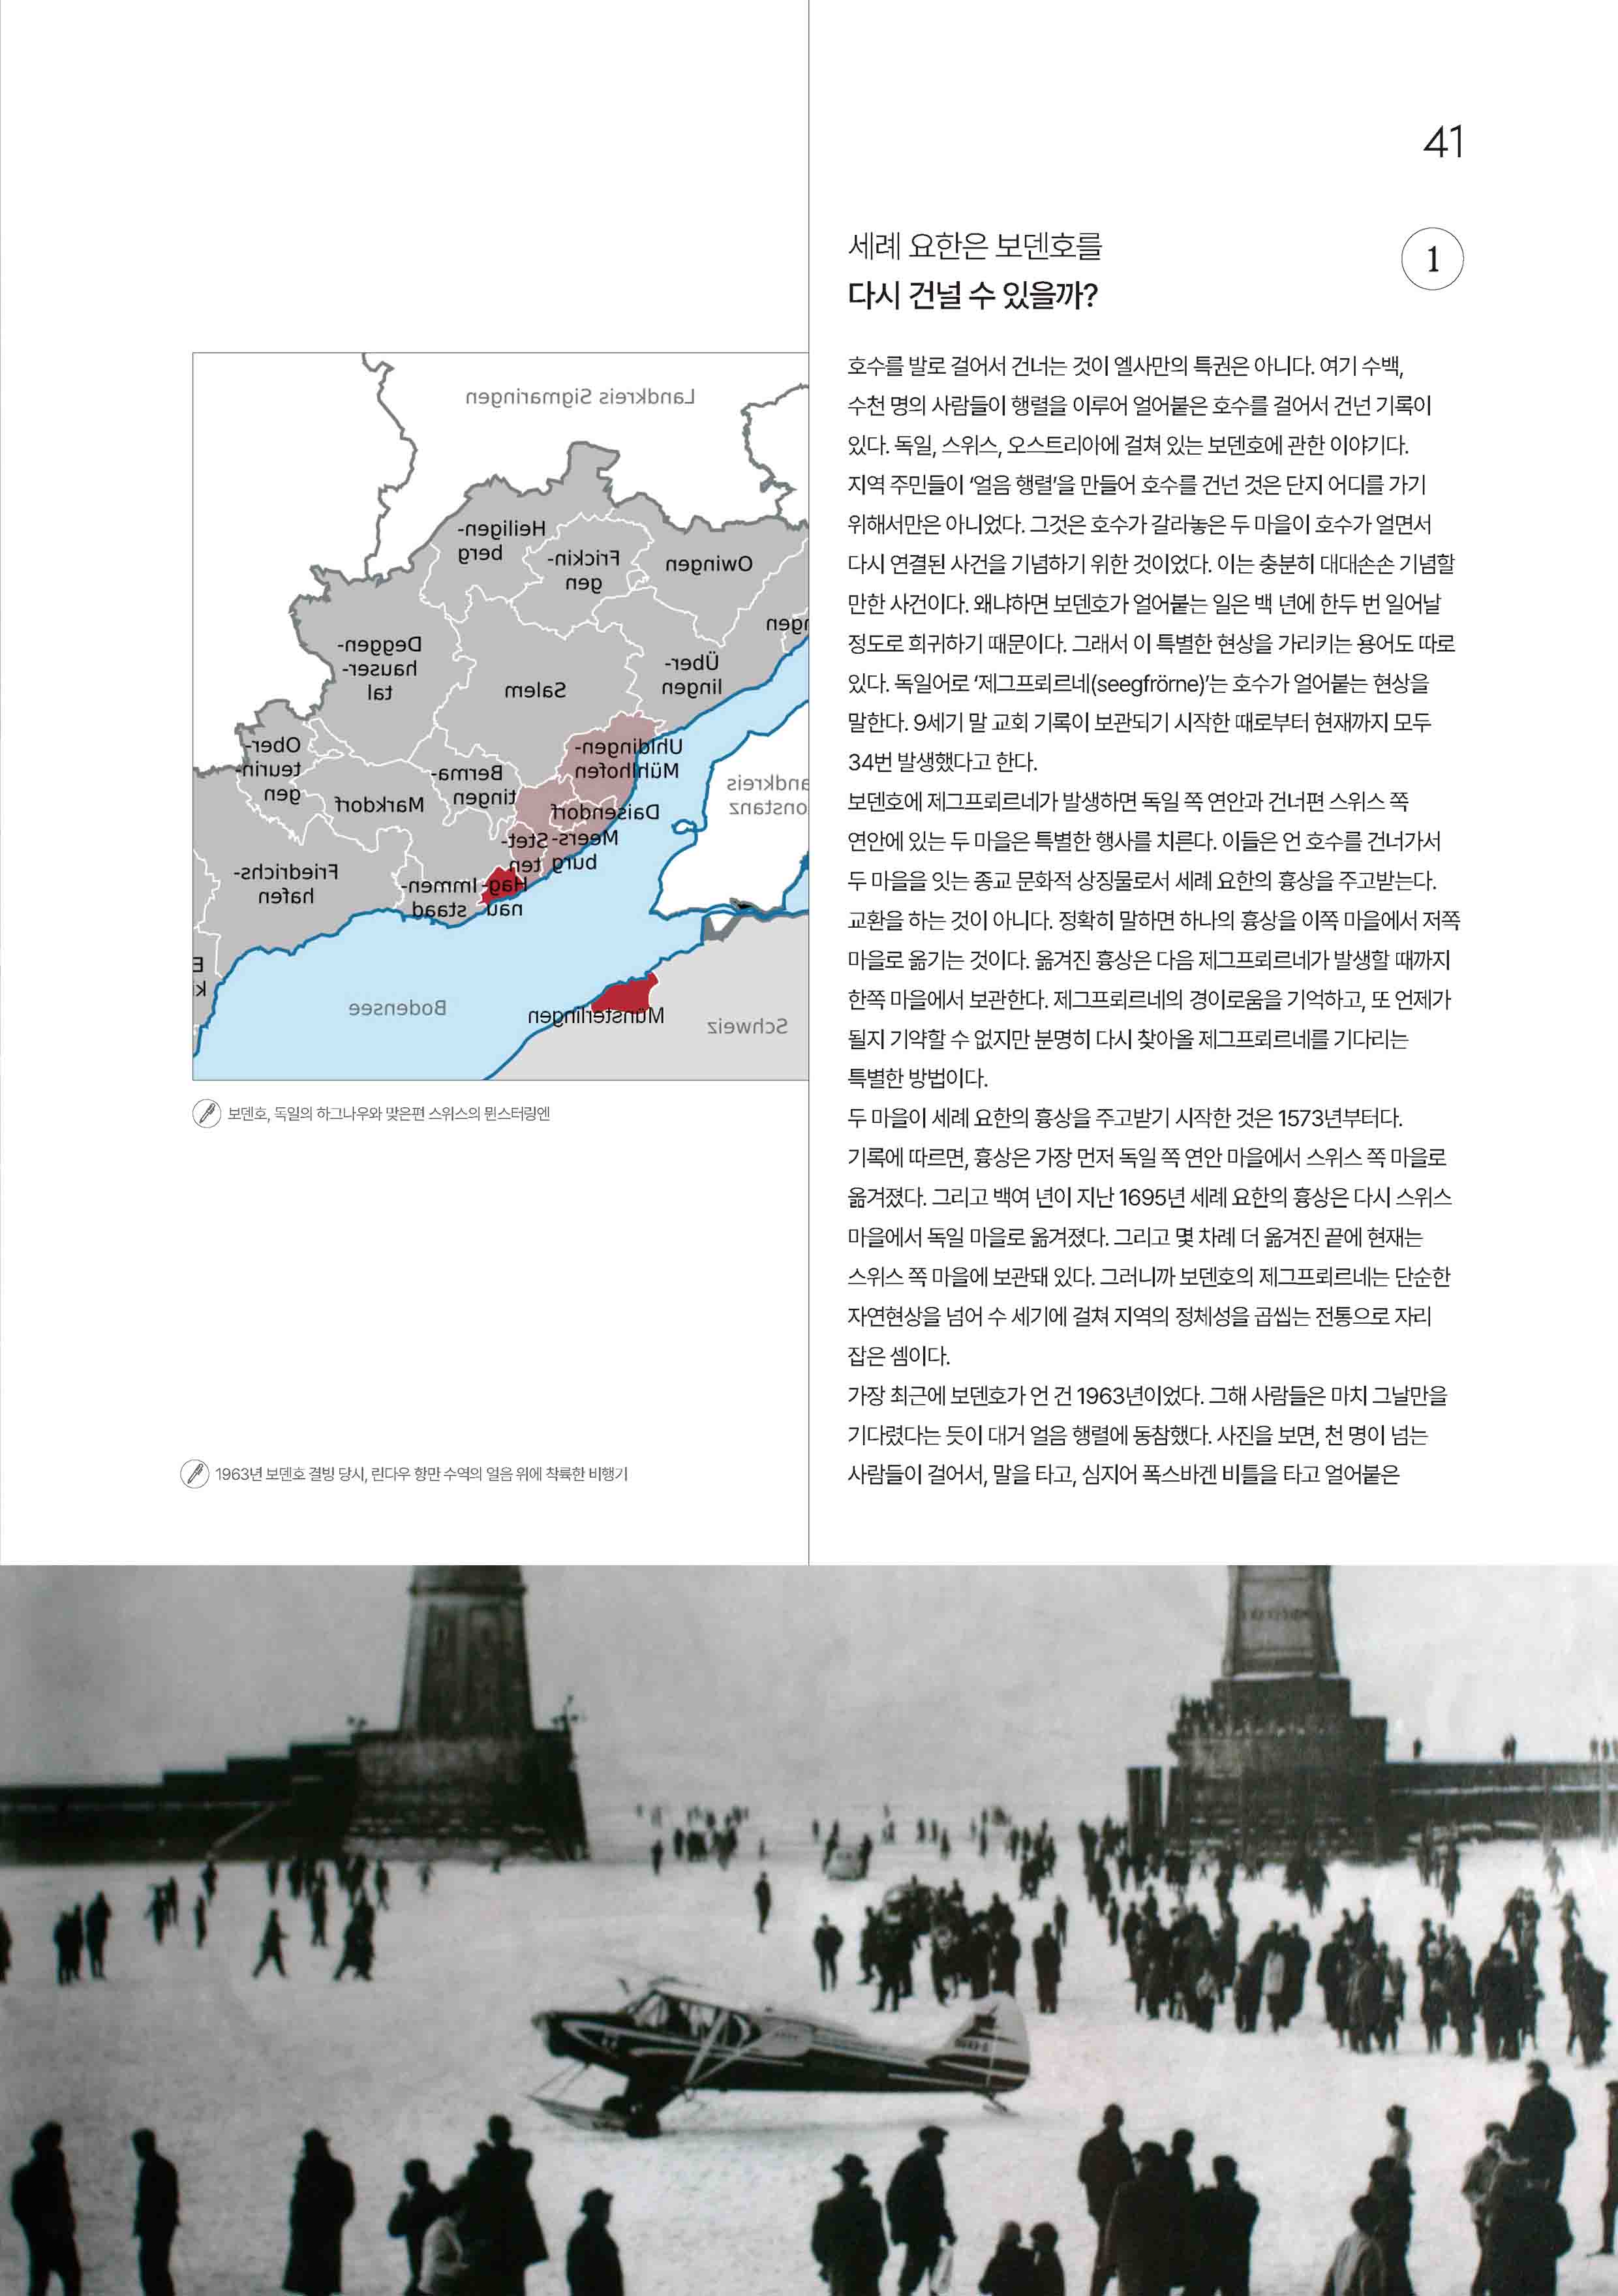 41
세례 요한은 보덴호를
다시 건널 수 있을까?
1
호수를 발로 걸어서 건너는 것이 엘사만의 특권은 아니다. 여기 수백,
수천 명의 사람들이 행렬을 이루어 얼어붙은 호수를 걸어서 건넌 기록이
있다. 독일, 스위스, 오스트리아에 걸쳐 있는 보덴호에 관한 이야기다.
지역 주민들이 ‘얼음 행렬’을 만들어 호수를 건넌 것은 단지 어디를 가기
위해서만은 아니었다. 그것은 호수가 갈라놓은 두 마을이 호수가 얼면서
다시 연결된 사건을 기념하기 위한 것이었다. 이는 충분히 대대손손 기념할
만한 사건이다. 왜냐하면 보덴호가 얼어붙는 일은 백 년에 한두 번 일어날
정도로 희귀하기 때문이다. 그래서 이 특별한 현상을 가리키는 용어도 따로
있다. 독일어로 ‘제그프뢰르네(seegfrörne)’는 호수가 얼어붙는 현상을
말한다. 9세기 말 교회 기록이 보관되기 시작한 때로부터 현재까지 모두
34번 발생했다고 한다.
보덴호에 제그프뢰르네가 발생하면 독일 쪽 연안과 건너편 스위스 쪽
연안에 있는 두 마을은 특별한 행사를 치른다. 이들은 언 호수를 건너가서
두 마을을 잇는 종교 문화적 상징물로서 세례 요한의 흉상을 주고받는다.
교환을 하는 것이 아니다. 정확히 말하면 하나의 흉상을 이쪽 마을에서 저쪽
마을로 옮기는 것이다. 옮겨진 흉상은 다음 제그프뢰르네가 발생할 때까지
한쪽 마을에서 보관한다. 제그프뢰르네의 경이로움을 기억하고, 또 언제가
될지 기약할 수 없지만 분명히 다시 찾아올 제그프뢰르네를 기다리는
특별한 방법이다.
두 마을이 세례 요한의 흉상을 주고받기 시작한 것은 1573년부터다.
기록에 따르면, 흉상은 가장 먼저 독일 쪽 연안 마을에서 스위스 쪽 마을로
옮겨졌다. 그리고 백여 년이 지난 1695년 세례 요한의 흉상은 다시 스위스
마을에서 독일 마을로 옮겨졌다. 그리고 몇 차례 더 옮겨진 끝에 현재는
스위스 쪽 마을에 보관돼 있다. 그러니까 보덴호의 제그프뢰르네는 단순한
자연현상을 넘어 수 세기에 걸쳐 지역의 정체성을 곱씹는 전통으로 자리
잡은 셈이다.
가장 최근에 보덴호가 언 건 1963년이었다. 그해 사람들은 마치 그날만을
기다렸다는 듯이 대거 얼음 행렬에 동참했다. 사진을 보면, 천 명이 넘는
사람들이 걸어서, 말을 타고, 심지어 폭스바겐 비틀을 타고 얼어붙은
Landkreis Sigmaringen
Heiligen-
berg
Frickin-
gen
Owingen
ngen
Deggen-
hauser-
tal
Salem
Über-
lingen
Ober-
teurin-
gen
Markdorf
Berma-
tingen
Uhldingen-
Mühlhofen
andkreis
onstanz
Daisendorf
Meers-
burg
Stet-
ten
Friedrichs-
hafen
Immen-
staad
Hag-
nau
E
k
Bodensee
Münsterlingen
Schweiz
보덴호, 독일의 하그나우와 맞은편 스위스의 뮌스터링엔
1963년 보덴호 결빙 당시, 린다우 항만 수역의 얼음 위에 착륙한 비행기